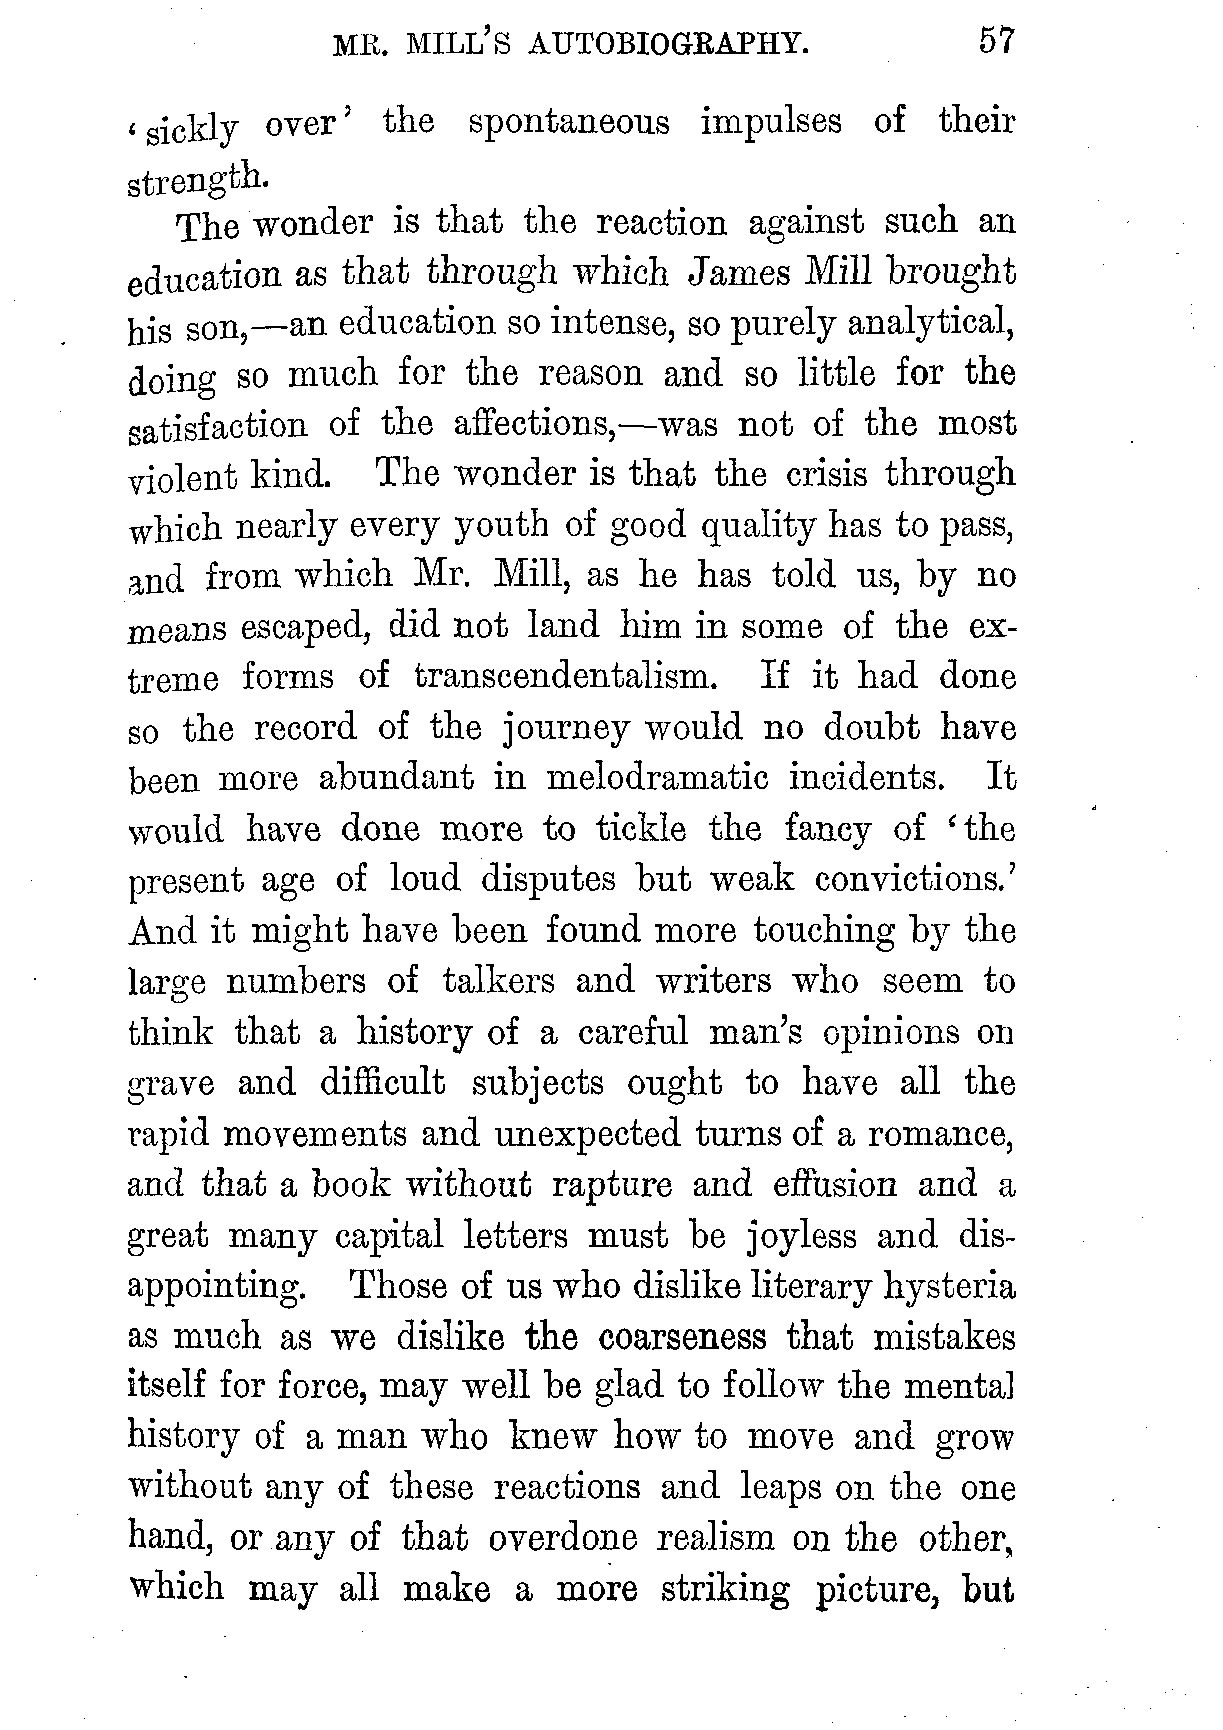 MR. MILL'S AUTOBIOGRAPHY. 57
‘sickly over’ the spontaneous impulses of their
strength.
The wonder is that the reaction against such an
education as that through which James Mill brought
his son,—an education so intense, so purely analytical,
doing so much for the reason and so little for the
satisfaction of the affections,—was not of the most
violent kind. The wonder is that the crisis through
which nearly every youth of good quality has to pass,
and from which Mr. Mill, as he has told us, by no
means escaped, did not land him in some of the ex-
treme forms of transcendentalism. If it had done
so the record of the journey would no doubt have
been more abundant in melodramatic incidents. It
would have done more to tickle the fancy of ‘the
present age of loud disputes but weak convictions.’
And it might have been found more touching by the
large numbers of talkers and writers who seem to
think that a history of a careful man's opinions on
grave and difficult subjects ought to have all the
rapid movements and unexpected turns of a romance,
and that a book without rapture and effusion and a
great many capital letters must be joyless and dis-
appointing. Those of us who dislike literary hysteria
as much as we dislike the coarseness that mistakes
itself for force, may well be glad to follow the mental
history of a man who knew how to move and grow
without any of these reactions and leaps on the one
hand, or any of that overdone realism on the other,
which may all make a more striking picture, but